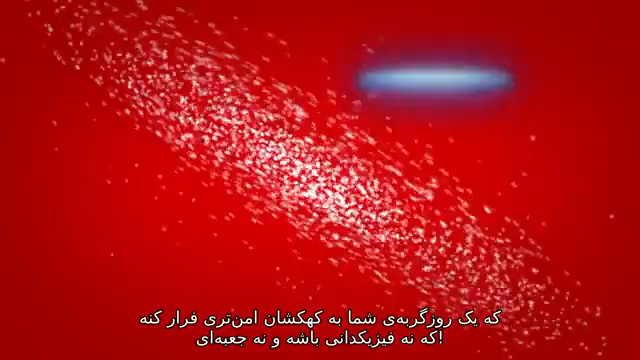 که یک روزگربه‌ی شما به کهکشان امن‌تری فرار کنه
که نه فیزیکدانی باشه و نه جعبه‌ای!